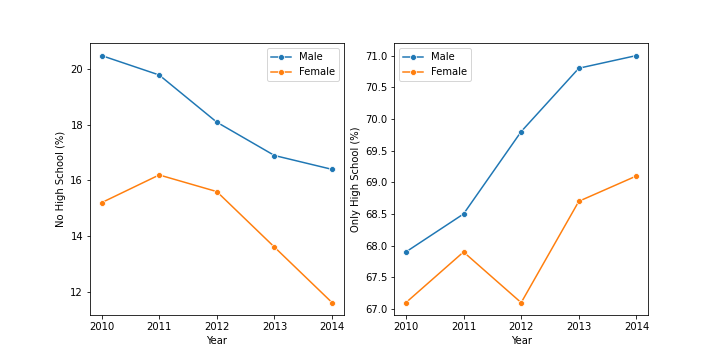 Male
Female
20
18
16
14
12
No High School (%)
2010 2011 2012 2013 2014
Year
Male
Female
71.0
70.5
70.0
69.5
69.0
68.5
68.0
67.5
67.0
Only High School (%)
2010 2011 2012 2013 2014
Year